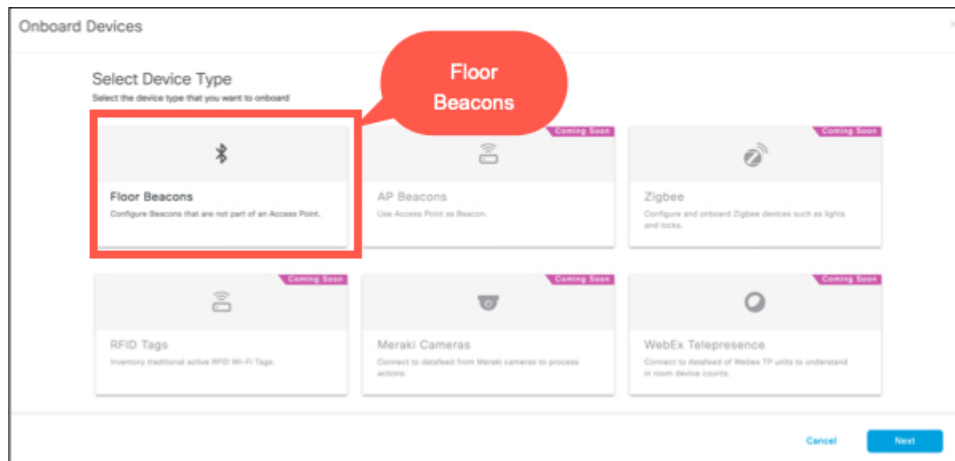 Onboard Devices
Select Device Type
Select the device type that you want to onboard
Floor
Beacons
Floor Beacons
Configure Beacons that are not part of an Access Point.
Coming Soon
AP Beacons
Use Access Point as Beacon.
Coming Soon
Zigbee
Configure and onboard Zigbee devices such as lights
and locks.
Coming Soon
RFID Tags
Inventory traditional active RFID Wi-Fi Tags.
Coming Soon
Meraki Cameras
Connect to datafeed from Meraki cameras to process
actions.
Coming Soon
WebEx Telepresence
Connect to datafeed of Webex TP units to understand
in room device counts.
Cancel
Next